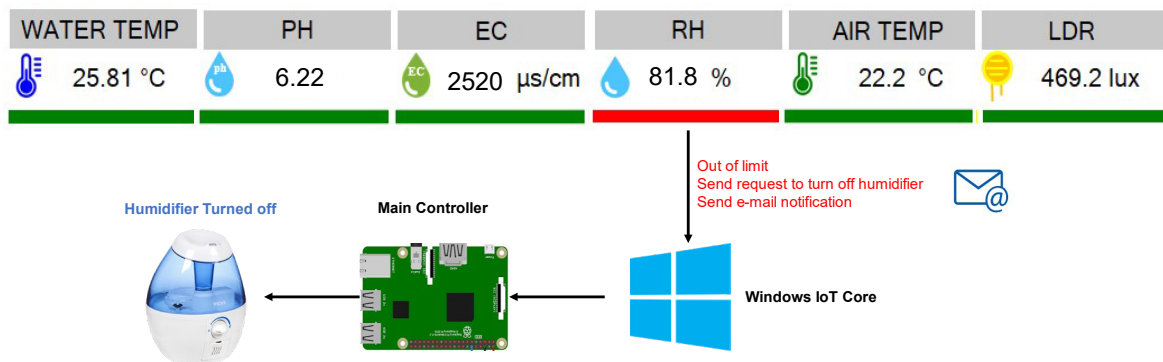 WATER TEMP PH EC RH AIR TEMP LDR
25.81 °C ph 6.22 EC 2520 µs/cm 81.8 % 22.2 °C 469.2 lux
Out of limit
Send request to turn off humidifier
Send e-mail notification
@
Humidifier Turned off
Main Controller
Windows IoT Core